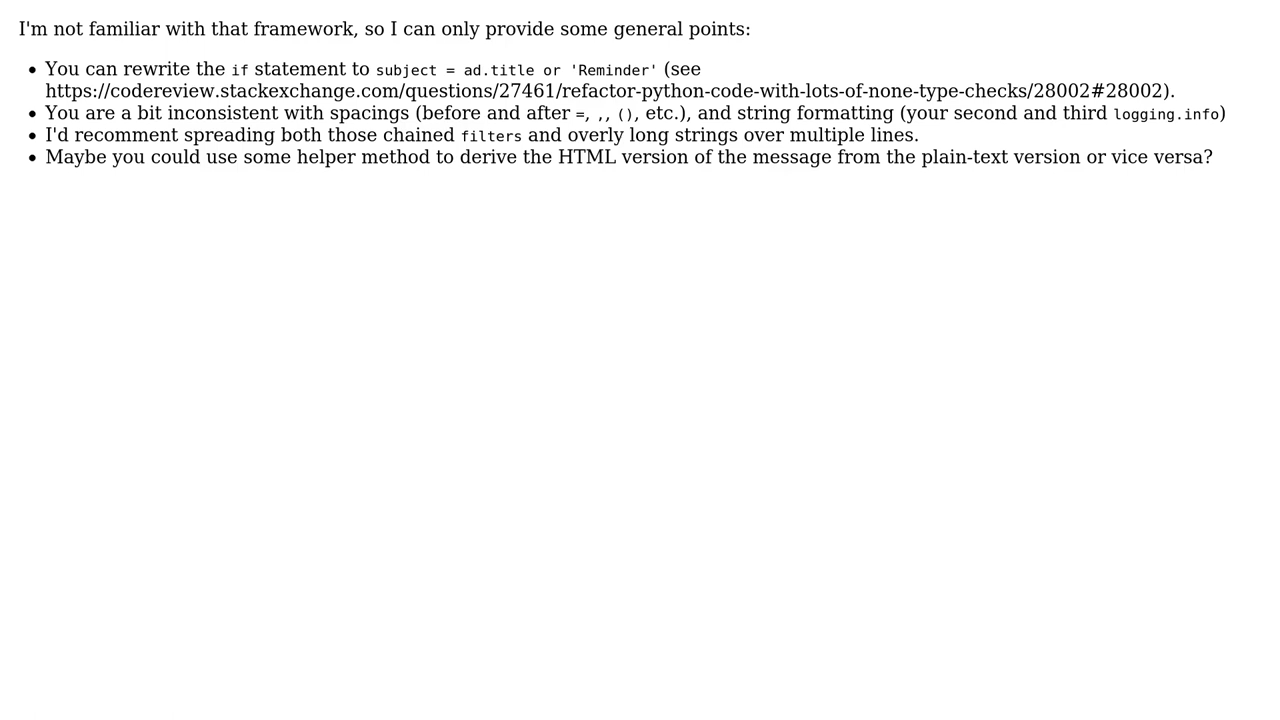 I'm not familiar with that framework, so I can only provide some general points:
• You can rewrite the if statement to subject = ad.title or 'Reminder' (see
https://codereview.stackexchange.com/questions/27461/refactor-python-code-with-lots-of-none-type-checks/28002#28002).
• You are a bit inconsistent with spacings (before and after =, ,, (), etc.), and string formatting (your second and third logging.info)
• I'd recomment spreading both those chained filters and overly long strings over multiple lines.
• Maybe you could use some helper method to derive the HTML version of the message from the plain-text version or vice versa?